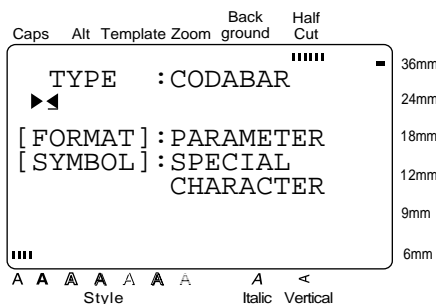 Back Half
Caps Alt Template Zoom ground Cut
TYPE :CODABAR
[FORMAT]:PARAMETER
[SYMBOL]:SPECIAL
CHARACTER
36mm
24mm
18mm
12mm
9mm
6mm
A A A A A A A A A
Style Italic Vertical